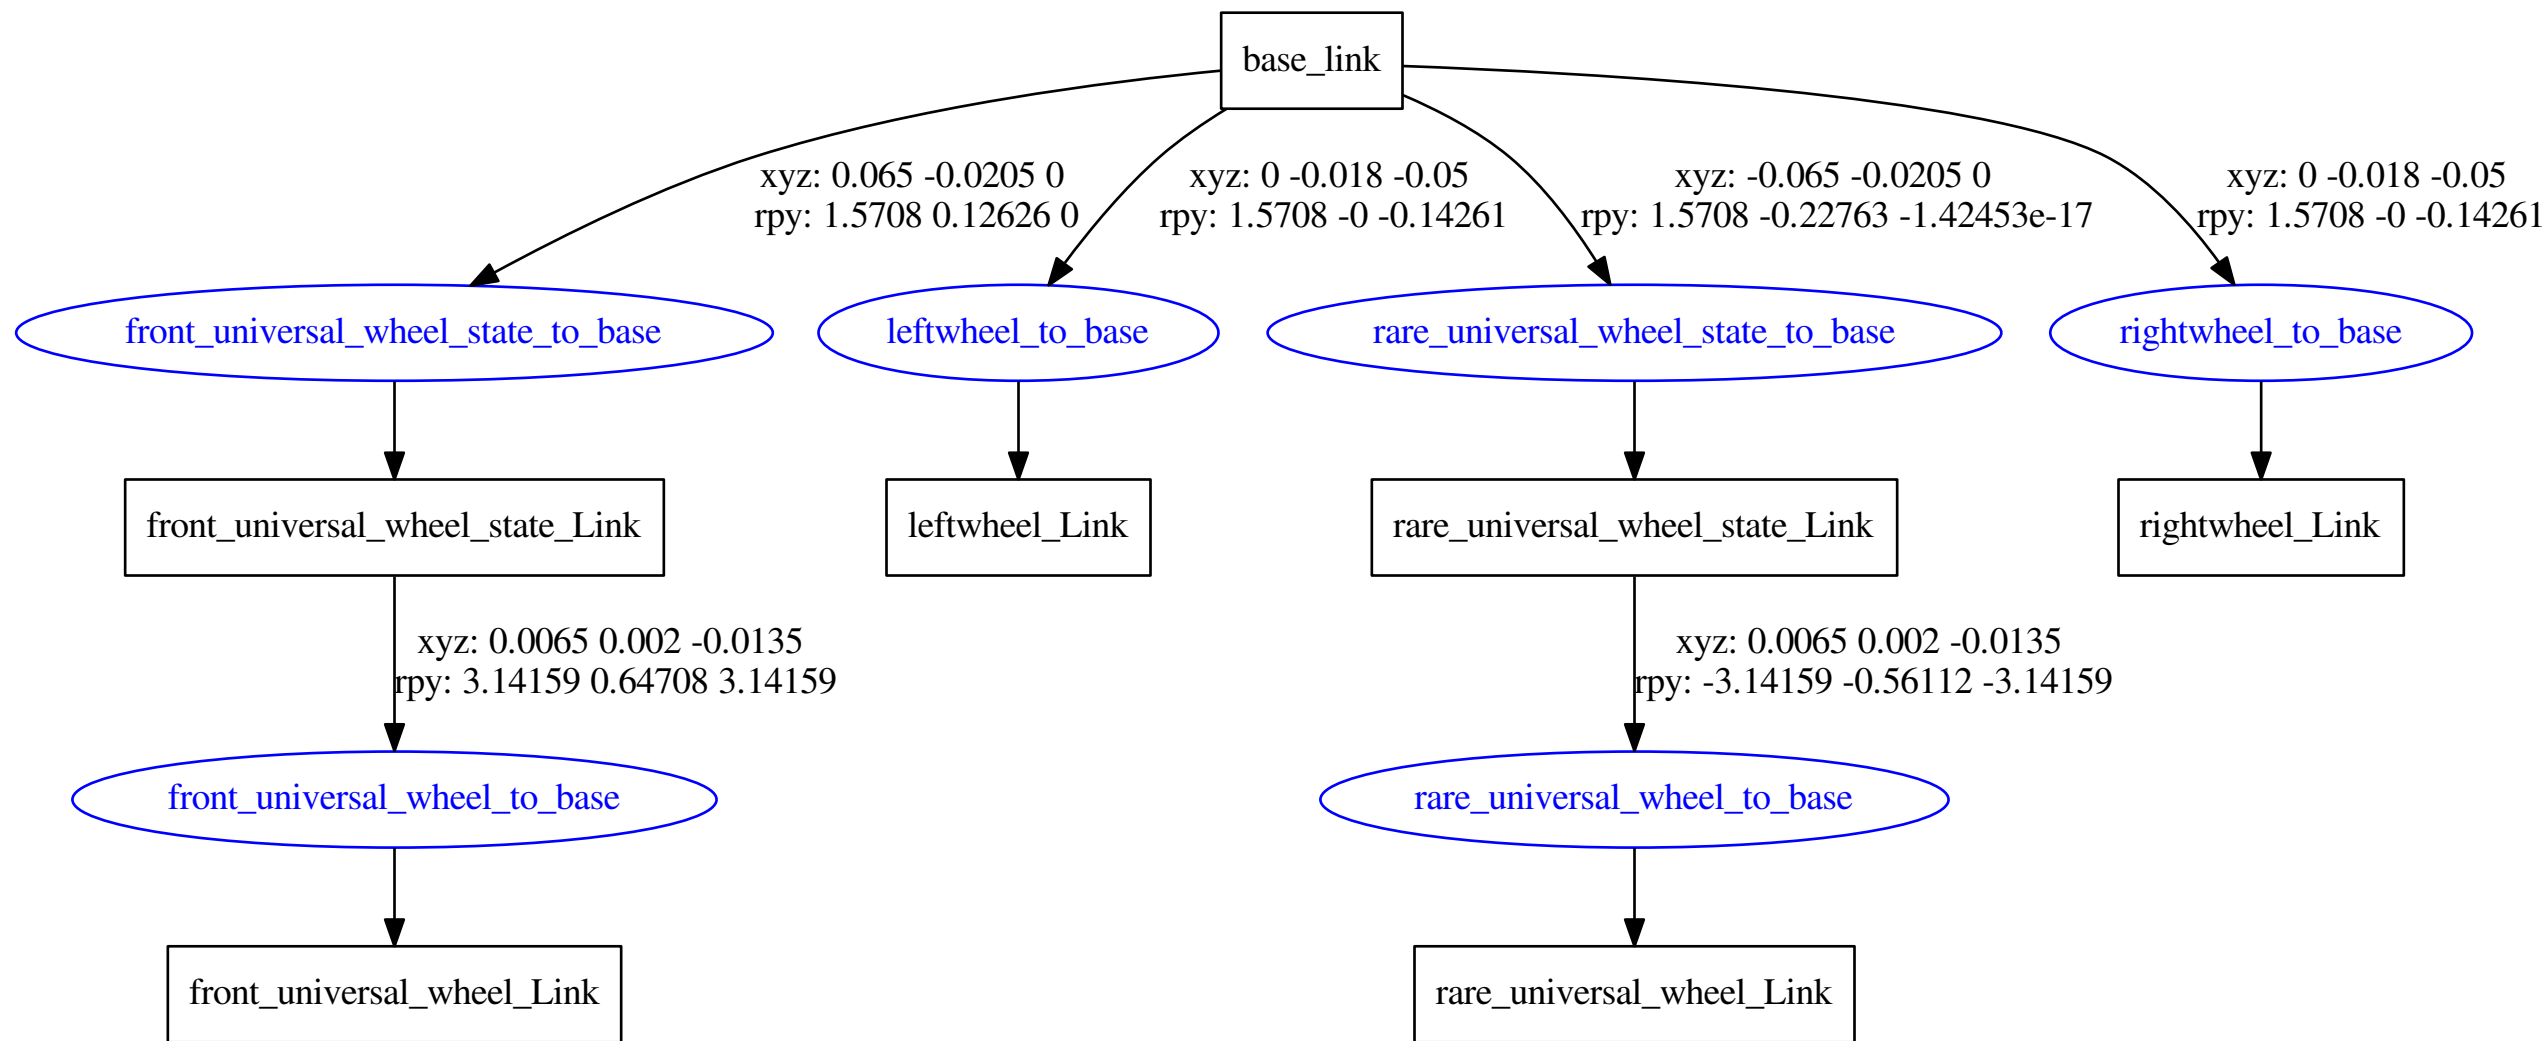 base_link
xyz: 0.065 -0.0205 0
rpy: 1.5708 0.12626 0
xyz: 0 -0.018 -0.05
rpy: 1.5708 -0 -0.14261
xyz: -0.065 -0.0205 0
rpy: 1.5708 -0.22763 -1.42453e-17
xyz: 0 -0.018 -0.05
rpy: 1.5708 -0 -0.14261
front_universal_wheel_state_to_base
leftwheel_to_base
rare_universal_wheel_state_to_base
rightwheel_to_base
front_universal_wheel_state_Link
leftwheel_Link
rare_universal_wheel_state_Link
rightwheel_Link
xyz: 0.0065 0.002 -0.0135
rpy: 3.14159 0.64708 3.14159
xyz: 0.0065 0.002 -0.0135
rpy: -3.14159 -0.56112 -3.14159
front_universal_wheel_to_base
rare_universal_wheel_to_base
front_universal_wheel_Link
rare_universal_wheel_Link